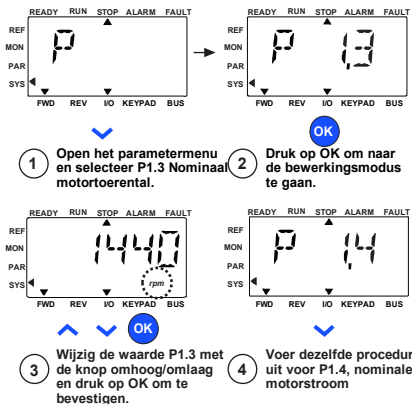 READY RUN STOP ALARM FAULT
REF
MON
PAR
SYS
P
FWD REV I/O KEYPAD BUS
READY RUN STOP ALARM FAULT
REF
MON
PAR
SYS
P 1,3
FWD REV I/O KEYPAD BUS
1
Open het parametermenu
en selecteer P1.3 Nominaal
motortoerental.
OK
2
Druk op OK om naar
de bewerkingsmodus
te gaan.
READY RUN STOP ALARM FAULT
REF
MON
PAR
SYS
1440
rpm
FWD REV I/O KEYPAD BUS
READY RUN STOP ALARM FAULT
REF
MON
PAR
SYS
P 1,4
FWD REV I/O KEYPAD BUS
OK
3
Wijzig de waarde P1.3 met
de knop omhoog/omlaag
en druk op OK om te
bevestigen.
4
Voer dezelfde procedur
uit voor P1.4, nominale
motorstroom